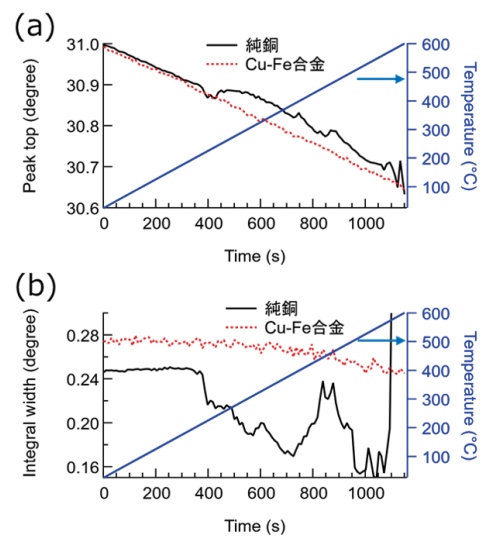 (a)
純銅
Cu-Fe合金
31.0
30.9
30.8
30.7
30.6
Peak top (degree)
600
500
400
300
200
100
Temperature (°C)
0
200
400
600
800
1000
Time (s)
(b)
純銅
Cu-Fe合金
0.28
0.24
0.20
0.16
Integral width (degree)
600
500
400
300
200
100
Temperature (°C)
0
200
400
600
800
1000
Time (s)